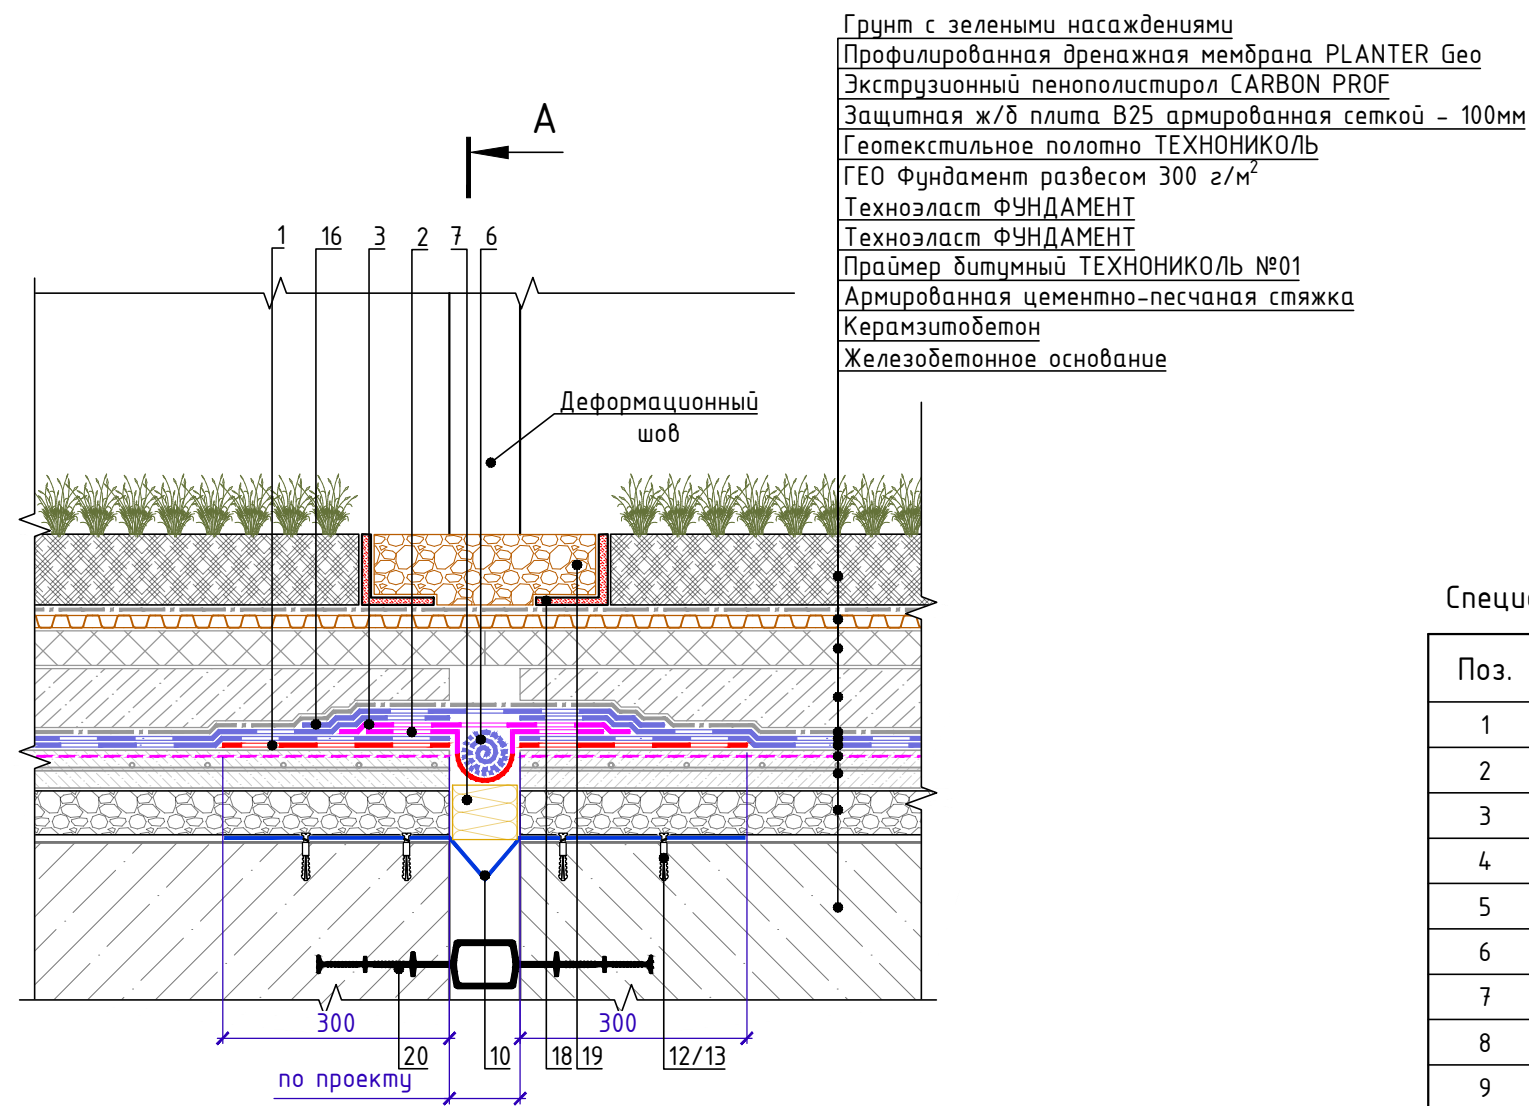 Грунт с зелеными насаждениями
Профилированная дренажная мембрана PLANTER Geo
Экструзионный пенополистирол CARBON PROF
Защитная ж/б плита В25 армированная сеткой - 100мм
Геотекстильное полотно ТЕХНОНИКОЛЬ
ГЕО Фундамент развесом 300 г/м²
Техноэласт ФУНДАМЕНТ
Техноэласт ФУНДАМЕНТ
Праймер битумный ТЕХНОНИКОЛЬ №01
Армированная цементно-песчаная стяжка
Керамзитобетон
Железобетонное основание
А
1 16 3 2 7 6
Деформационный
шов
300 300
20 10 18 19 12/13
по проекту
Специ
Поз.
1
2
3
4
5
6
7
8
9